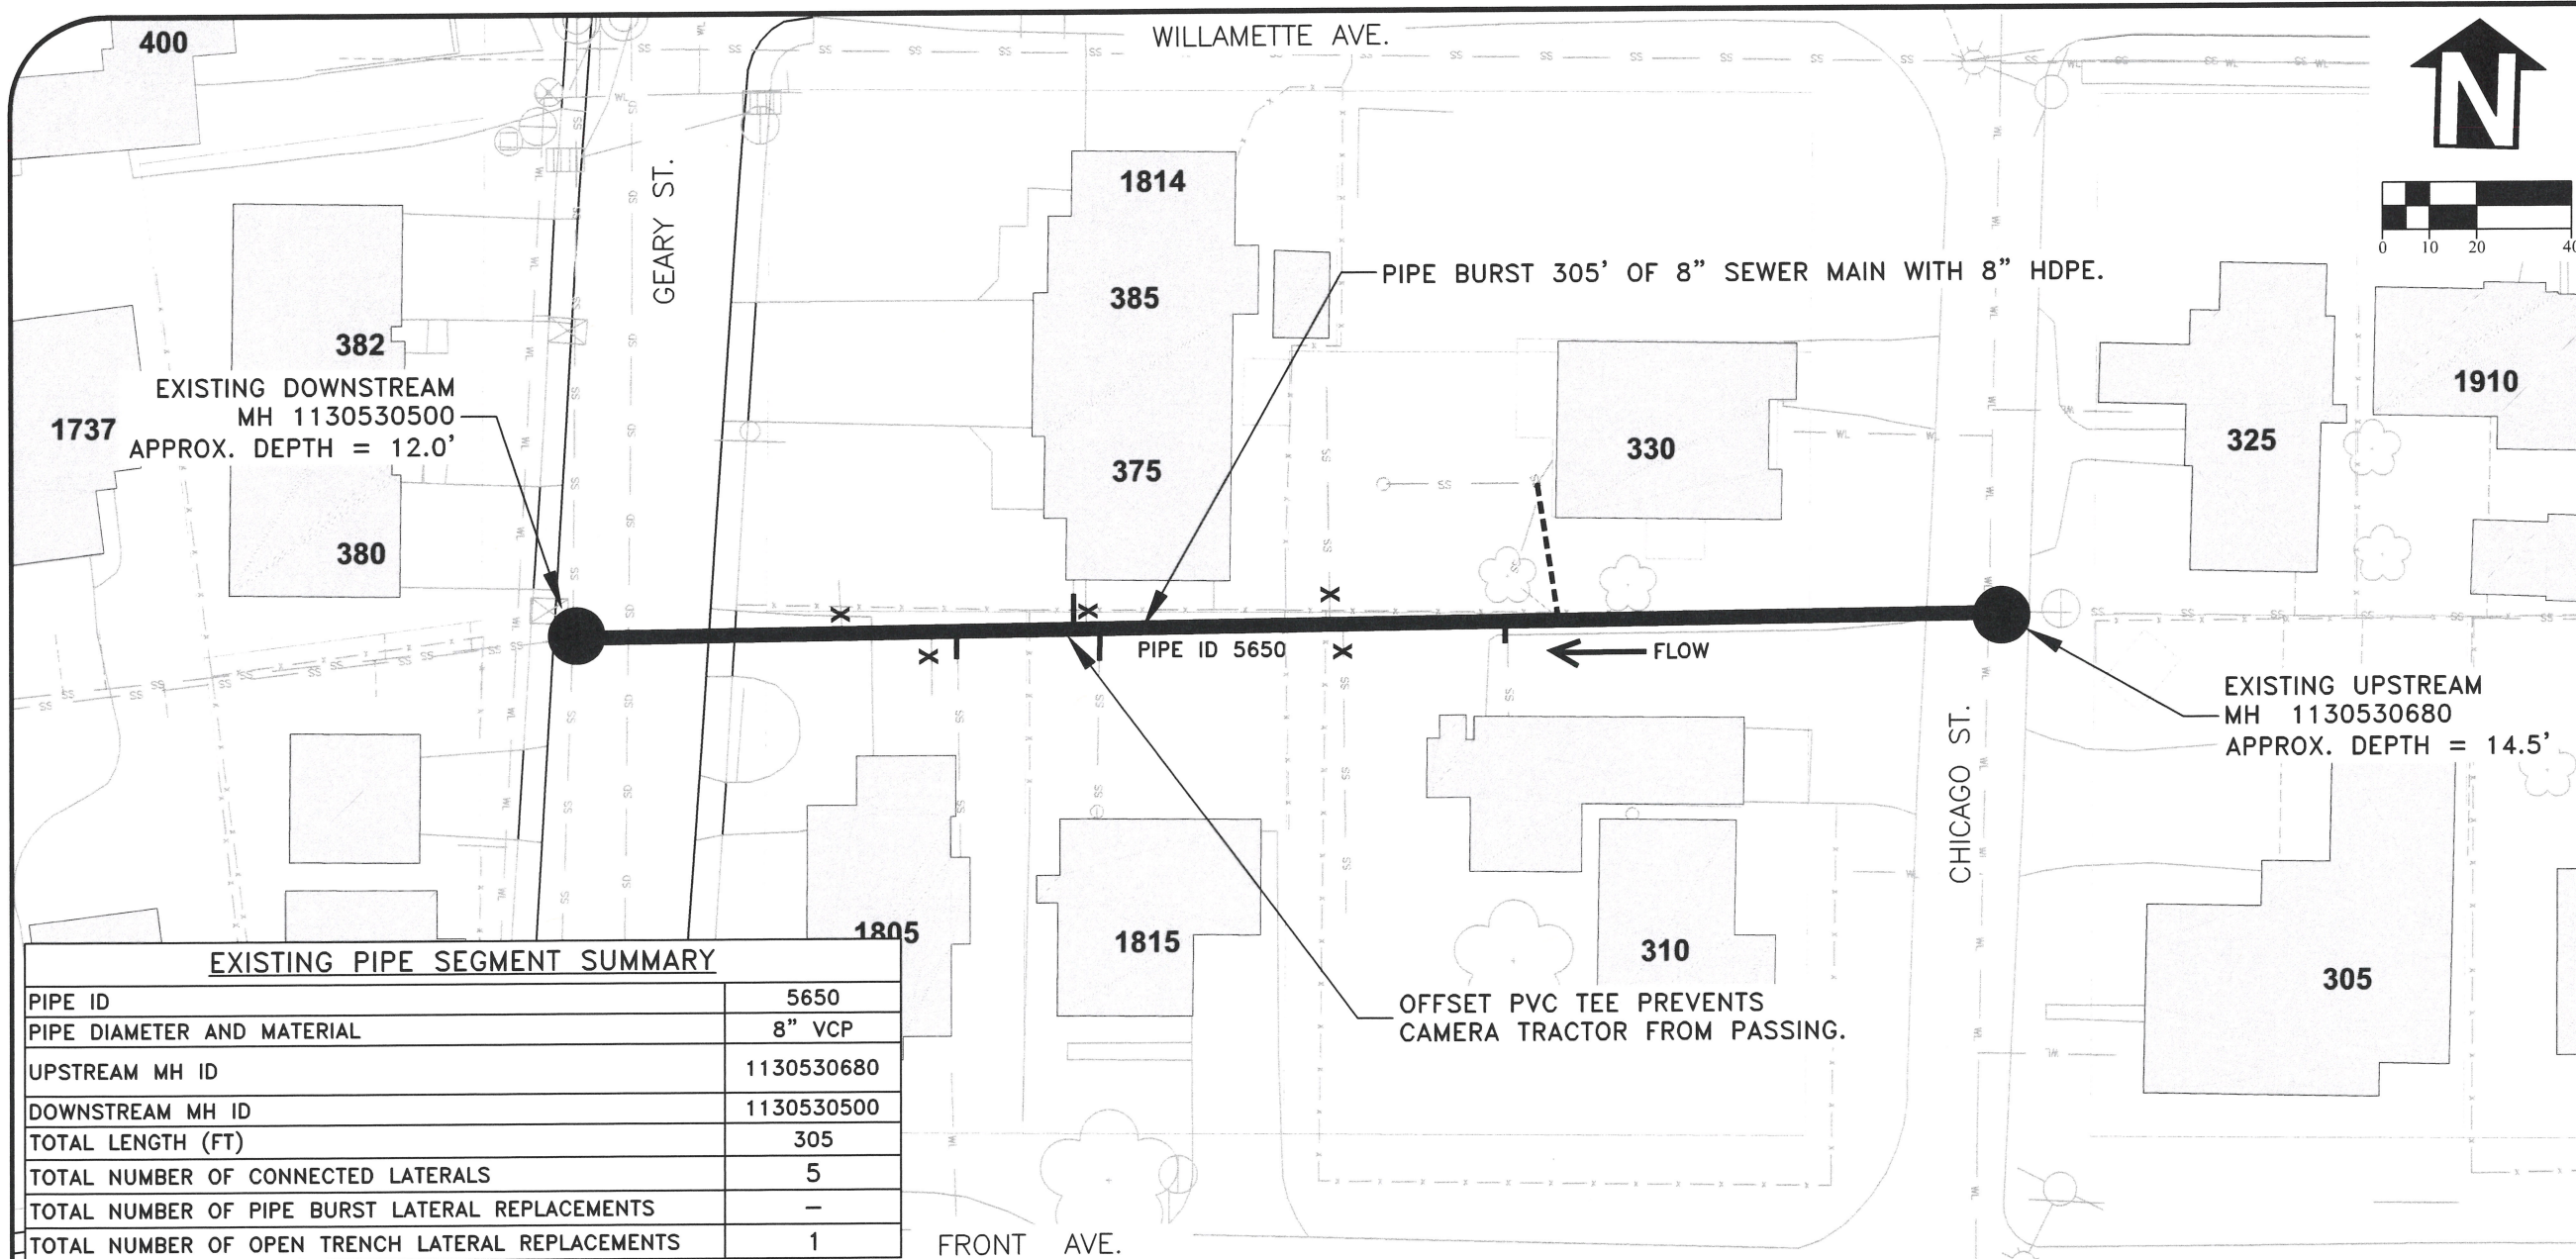 400
WILLAMETTE AVE.
N
0 10 20 40
GEARY ST.
1814
385
PIPE BURST 305' OF 8" SEWER MAIN WITH 8" HDPE.
382
EXISTING DOWNSTREAM
MH 1130530500
APPROX. DEPTH = 12.0'
1737
375
330
325
1910
380
PIPE ID 5650
FLOW
EXISTING UPSTREAM
MH 1130530680
APPROX. DEPTH = 14.5'
CHICAGO ST.
1805
1815
310
305
OFFSET PVC TEE PREVENTS
CAMERA TRACTOR FROM PASSING.
EXISTING PIPE SEGMENT SUMMARY
PIPE ID 5650
PIPE DIAMETER AND MATERIAL 8" VCP
UPSTREAM MH ID 1130530680
DOWNSTREAM MH ID 1130530500
TOTAL LENGTH (FT) 305
TOTAL NUMBER OF CONNECTED LATERALS 5
TOTAL NUMBER OF PIPE BURST LATERAL REPLACEMENTS –
TOTAL NUMBER OF OPEN TRENCH LATERAL REPLACEMENTS 1
FRONT AVE.